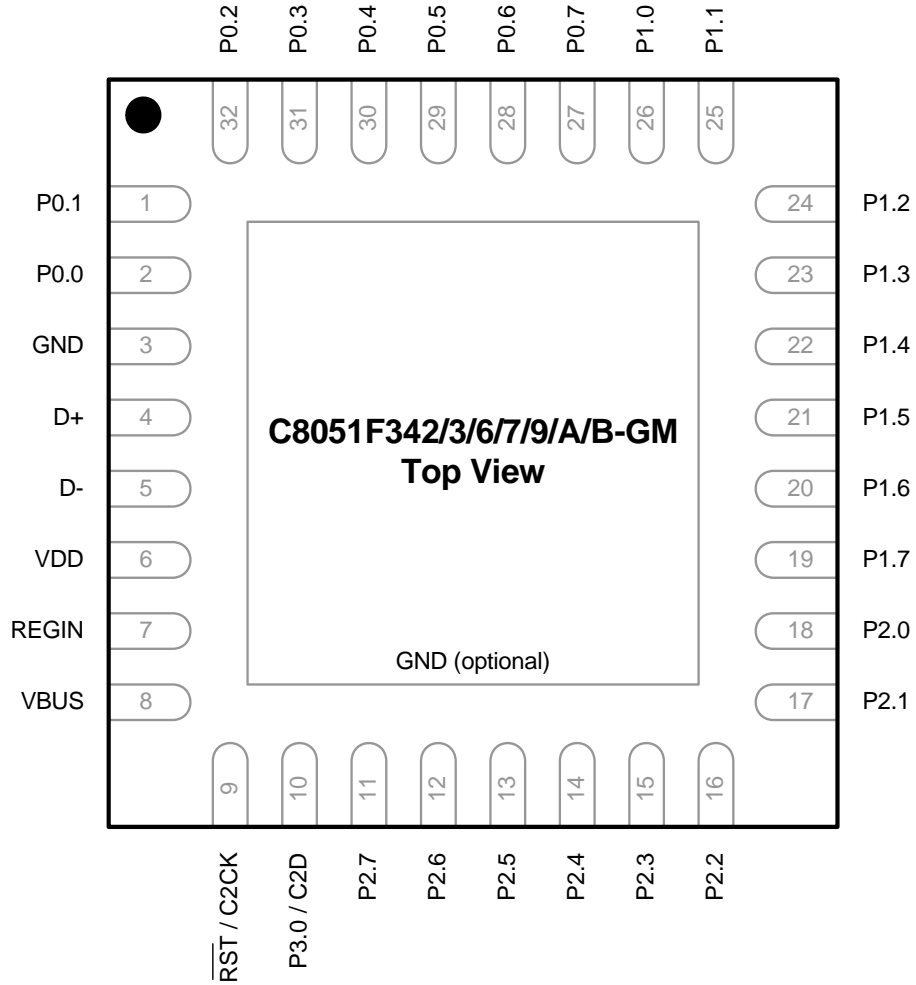 P0.2
P0.3
P0.4
P0.5
P0.6
P0.7
P1.0
P1.1
32
31
30
29
28
27
26
25
P0.1
1
24
P1.2
P0.0
2
23
P1.3
GND
3
22
P1.4
D+
4
21
P1.5
C8051F342/3/6/7/9/A/B-GM
Top View
D-
5
20
P1.6
VDD
6
19
P1.7
REGIN
7
18
P2.0
GND (optional)
VBUS
8
17
P2.1
9
10
11
12
13
14
15
16
RST / C2CK
P3.0 / C2D
P2.7
P2.6
P2.5
P2.4
P2.3
P2.2